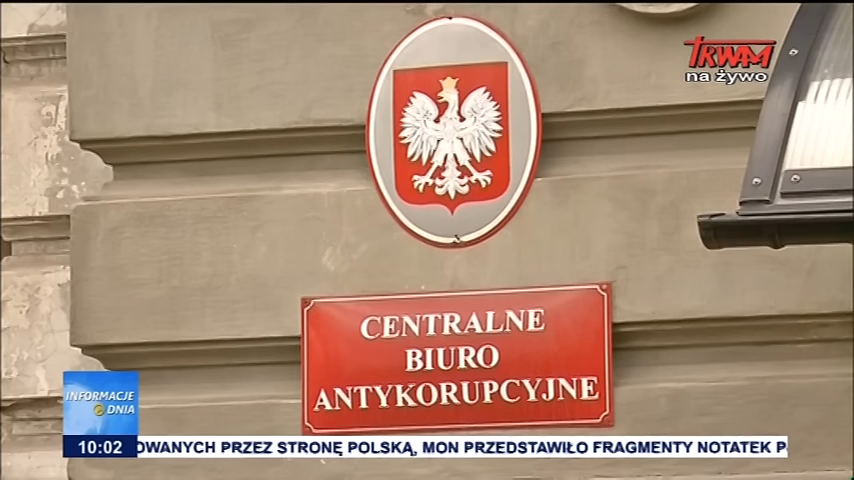 TRWAM
na żywo
CENTRALNE
BIURO
ANTYKORUPCYJNE
INFORMACJE
DNIA
10:02
OWANYCH PRZEZ STRONĘ POLSKĄ, MON PRZEDSTAWIŁO FRAGMENTY NOTATEK P